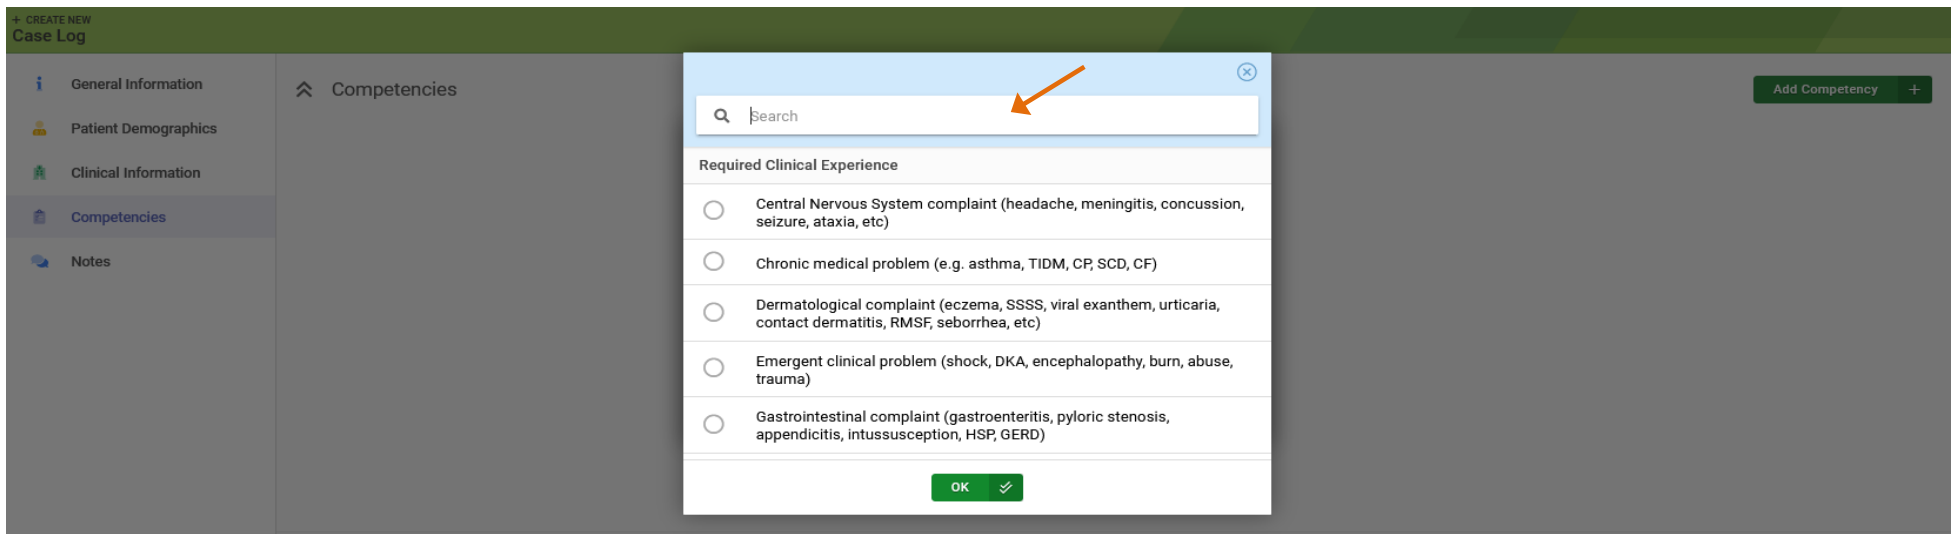 + CREATE NEW
Case Log
General Information
Patient Demographics
Clinical Information
Competencies
Notes
Competencies
Add Competency +
Search
Required Clinical Experience
Central Nervous System complaint (headache, meningitis, concussion,
seizure, ataxia, etc)
Chronic medical problem (e.g. asthma, TIDM, CP, SCD, CF)
Dermatological complaint (eczema, SSSS, viral exanthem, urticaria,
contact dermatitis, RMSF, seborrhea, etc)
Emergent clinical problem (shock, DKA, encephalopathy, burn, abuse,
trauma)
Gastrointestinal complaint (gastroenteritis, pyloric stenosis,
appendicitis, intussusception, HSP, GERD)
OK